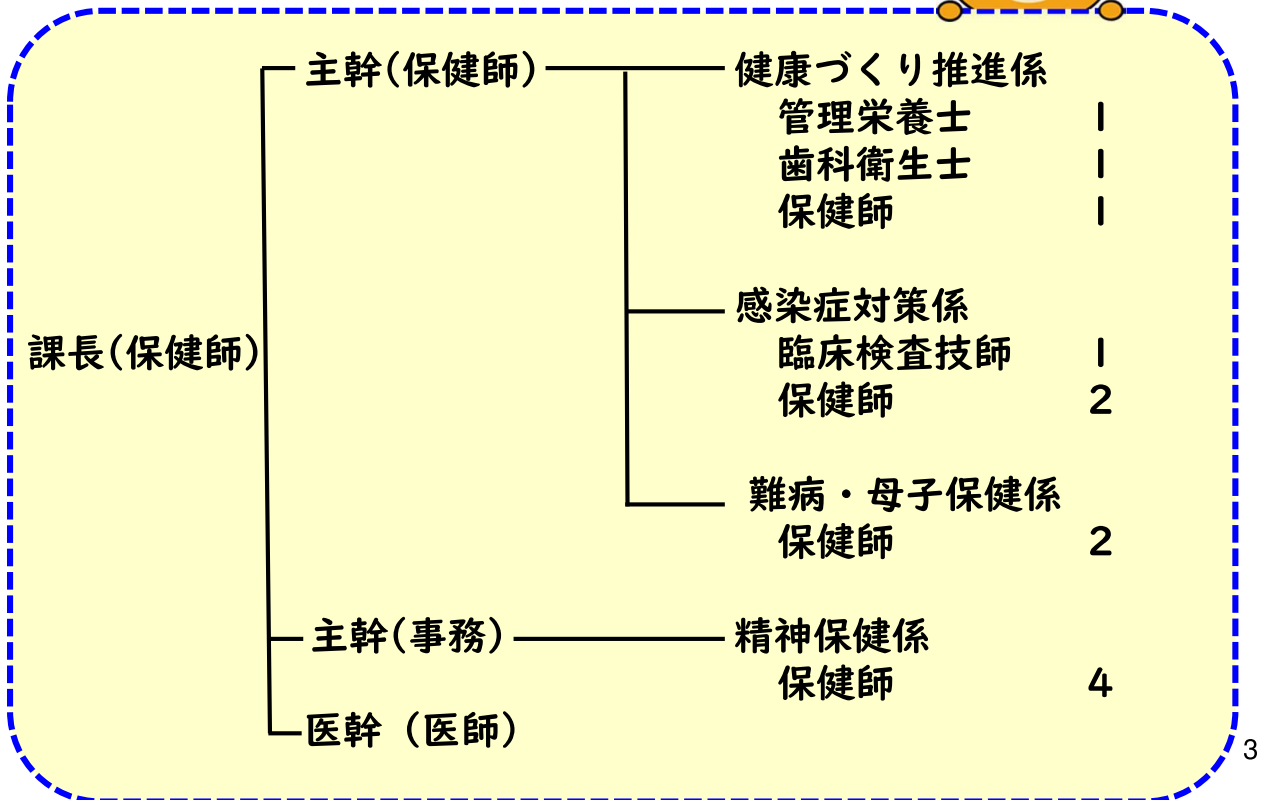 主幹(保健師) 健康づくり推進係
管理栄養士 1
歯科衛生士 1
保健師 1
感染症対策係
課長(保健師) 臨床検査技師 1
保健師 2
難病・母子保健係
保健師 2
主幹(事務) 精神保健係
保健師 4
医幹(医師)
3